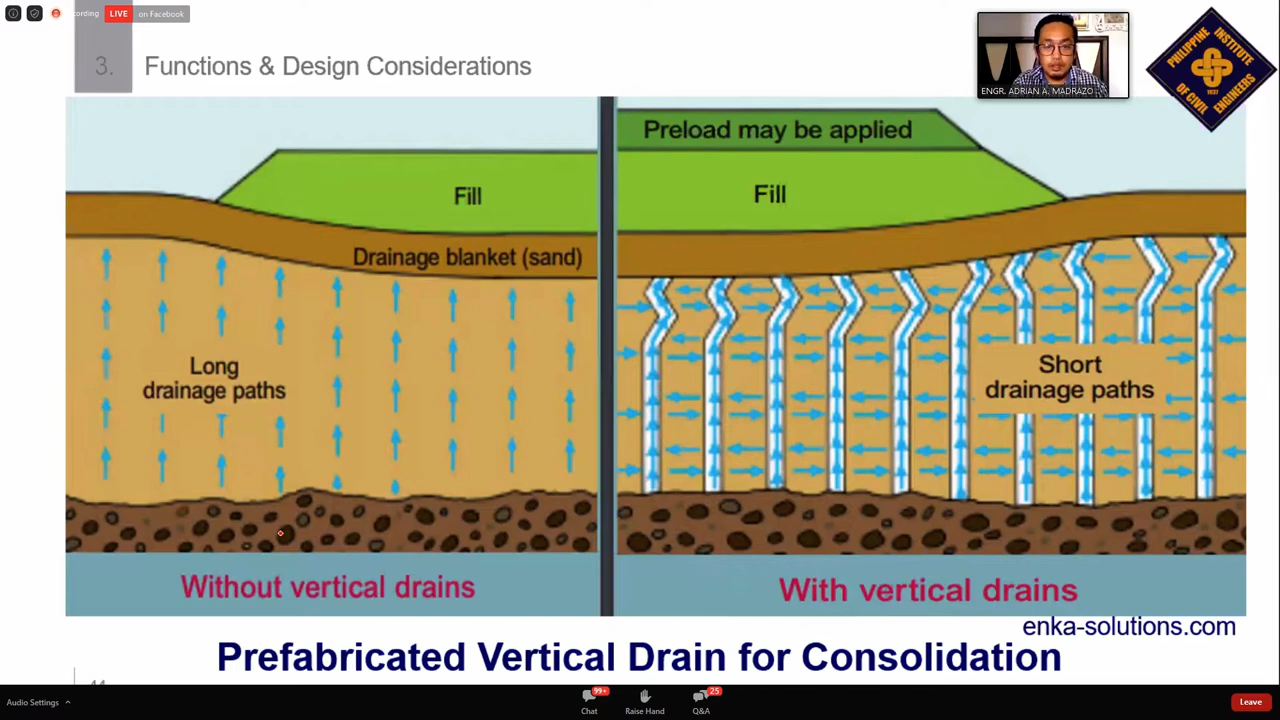 cording
LIVE
on Facebook
3.
Functions & Design Considerations
ENGR. ADRIAN A. MADRAZO
PHILIPPINE INSTITUTE
OF CIVIL ENGINEERS
1937
Fill
Drainage blanket (sand)
Long
drainage paths
Without vertical drains
Preload may be applied
Fill
Short
drainage paths
With vertical drains
enka-solutions.com
Prefabricated Vertical Drain for Consolidation
Audio Settings
99+
Chat
Raise Hand
25
Q&A
Leave